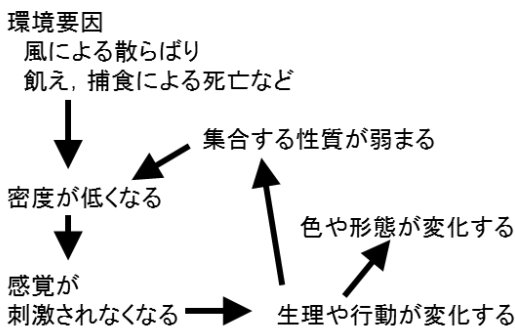 環境要因
風による散らばり
飢え，捕食による死亡など
集合する性質が弱まる
密度が低くなる
色や形態が変化する
感覚が
刺激されなくなる
生理や行動が変化する